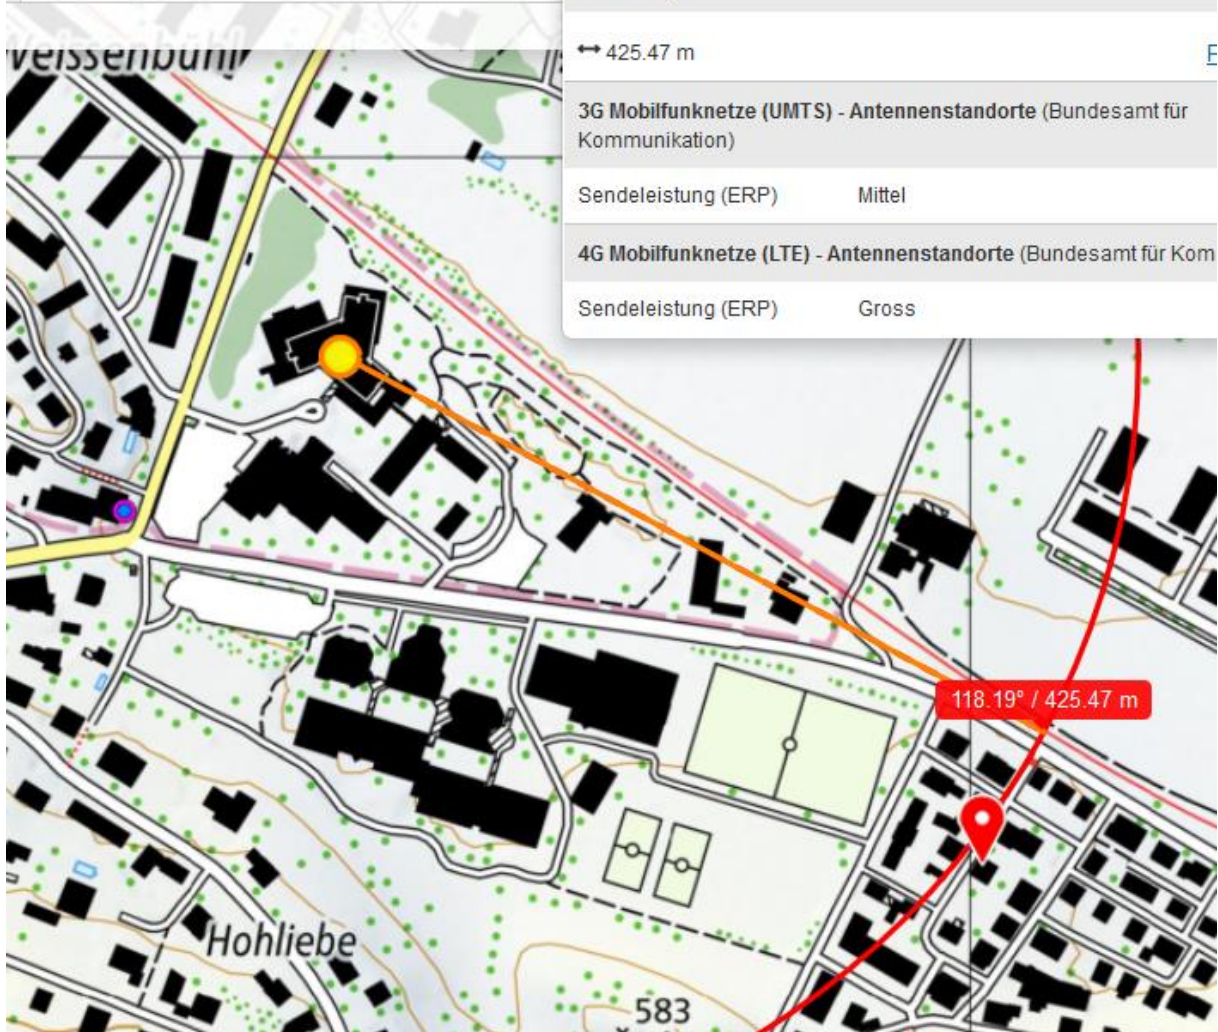 Weissenbühl
425.47 m
3G Mobilfunknetze (UMTS) - Antennenstandorte (Bundesamt für
Kommunikation)
Sendeleistung (ERP) Mittel
4G Mobilfunknetze (LTE) - Antennenstandorte (Bundesamt für Kom
Sendeleistung (ERP) Gross
118.19° / 425.47 m
Hohliebe
583